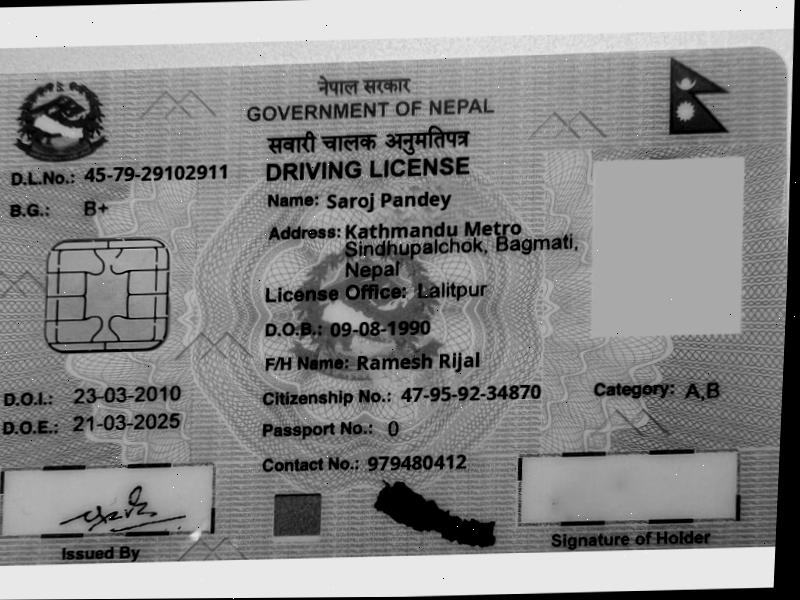 नेपाल सरकार
GOVERNMENT OF NEPAL
सवारी चालक अनुमतिपत्र
DRIVING LICENSE
D.L.No.: 45-79-29102911
B.G.: B+
Name: Saroj Pandey
Address: Kathmandu Metro
Sindhupalchok, Bagmati,
Nepal
License Office: Lalitpur
D.O.B.: 09-08-1990
F/H Name: Ramesh Rijal
D.O.I.: 23-03-2010
Citizenship No.: 47-95-92-34870
Category: A,B
D.O.E.: 21-03-2025
Passport No.: 0
Contact No.: 979480412
Issued By
Signature of Holder